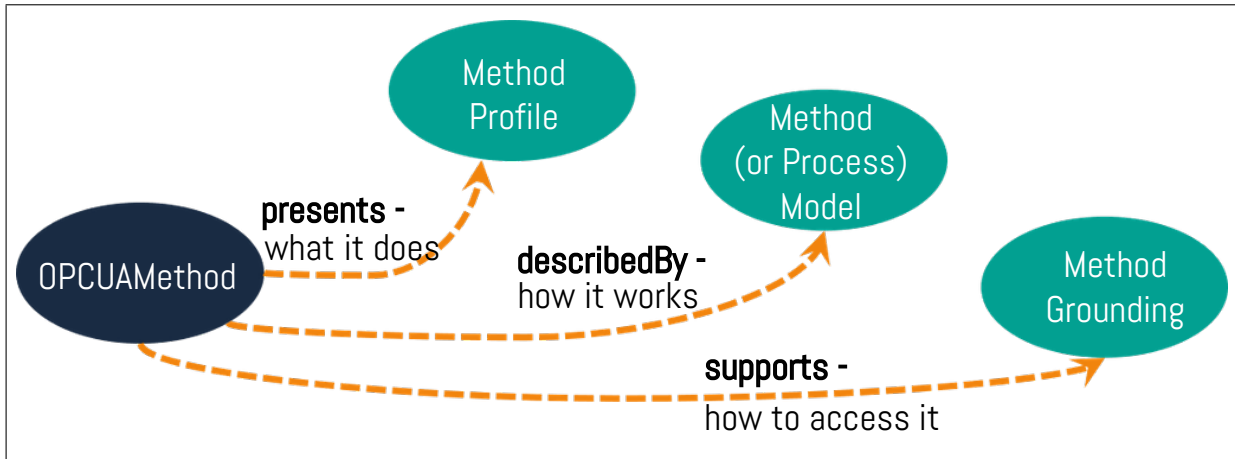 Method
Profile
Method
(or Process)
Model
presents -
what it does
OPCUAMethod
describedBy -
how it works
Method
Grounding
supports -
how to access it